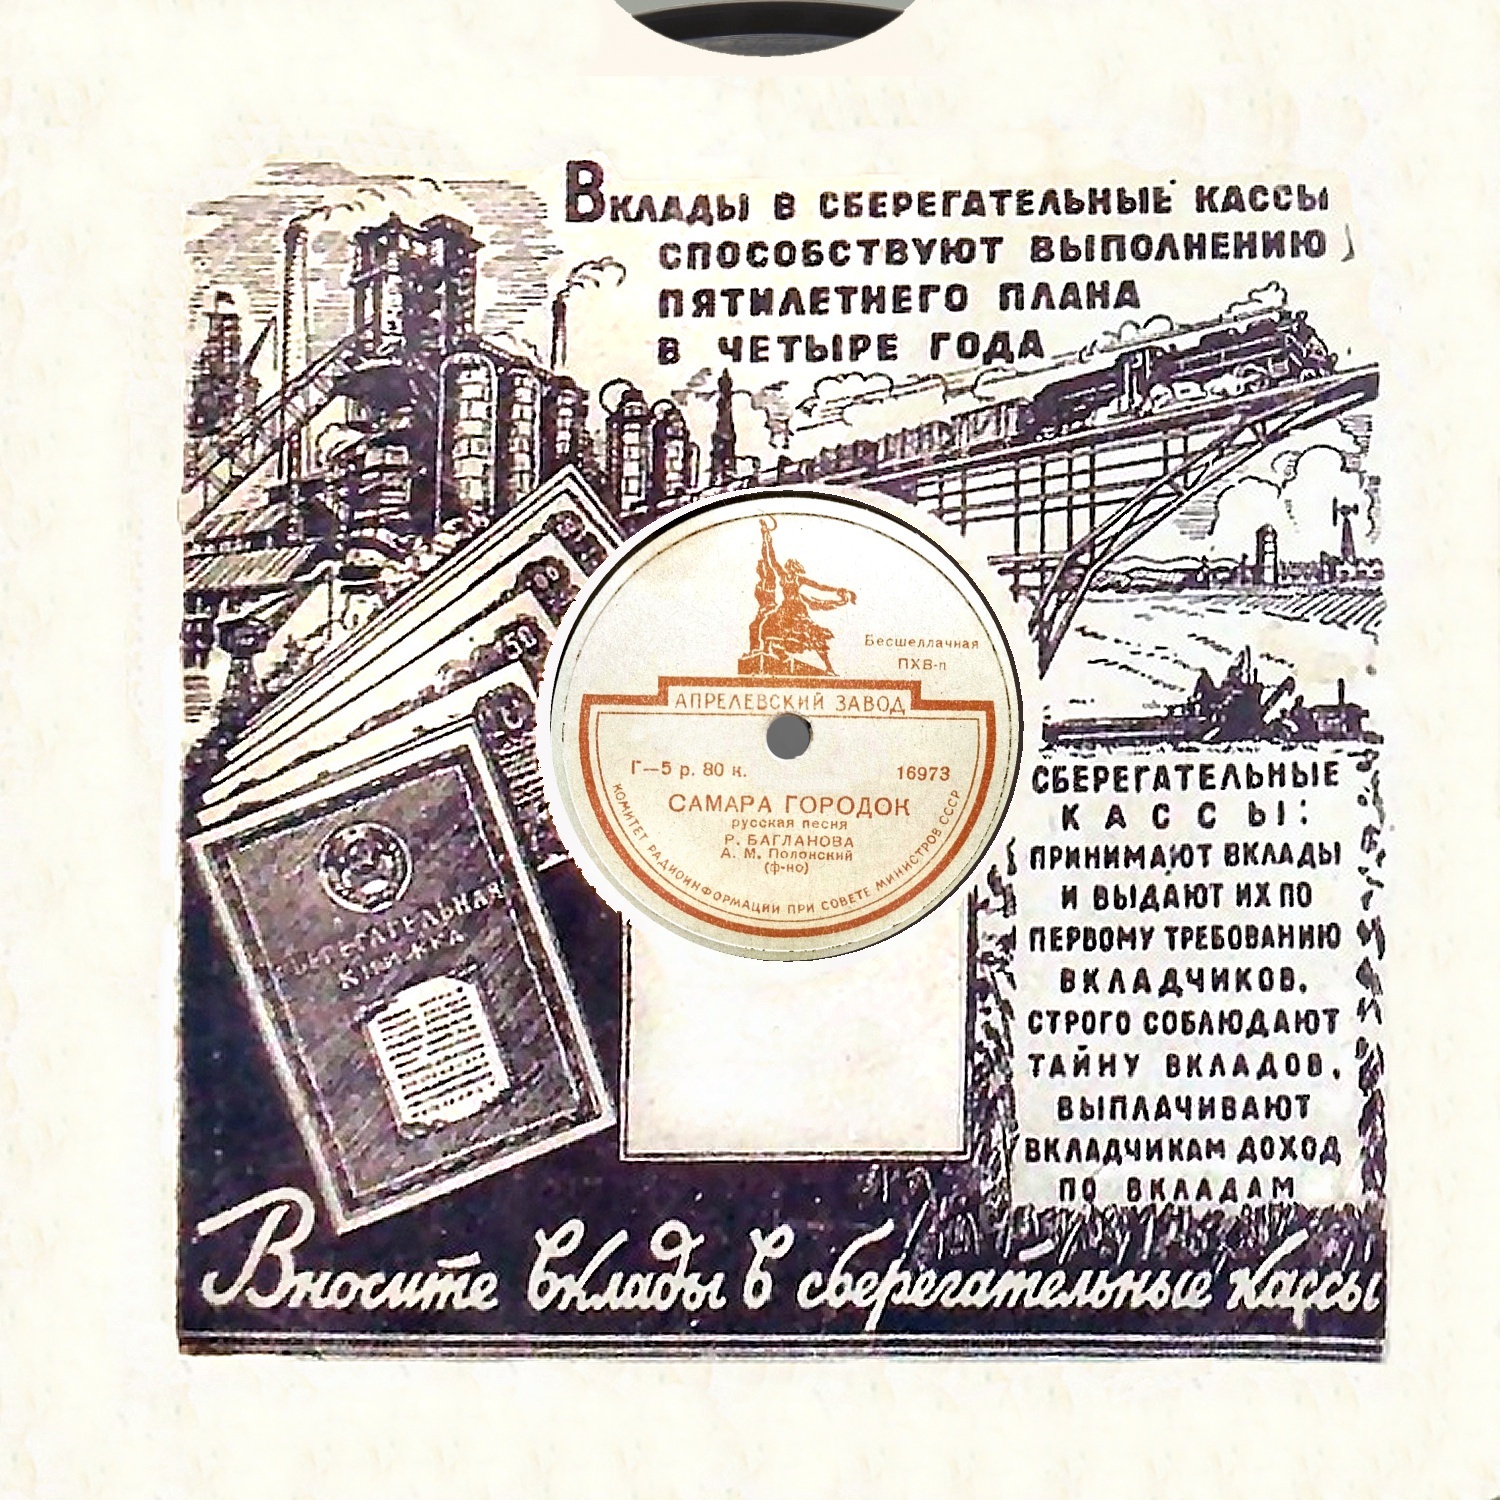 Вклады в сберегательные кассы
способствуют выполнению
пятилетнего плана
в четыре года
50
Бесшеллачная
ПХВ-п
АПРЕЛЕВСКИЙ ЗАВОД
Г—5 р. 80 к.
16973
САМАРА ГОРОДОК
русская песня
Р. БАГЛАНОВА
А. М. Полонский
(ф-но)
КОМИТЕТ РАДИОИНФОРМАЦИИ ПРИ СОВЕТЕ МИНИСТРОВ СССР
СБЕРЕГАТЕЛЬНЫЕ
КАССЫ:
ПРИНИМАЮТ ВКЛАДЫ
И ВЫДАЮТ ИХ ПО
ПЕРВОМУ ТРЕБОВАНИЮ
ВКЛАДЧИКОВ,
СТРОГО СОБЛЮДАЮТ
ТАЙНУ ВКЛАДОВ,
ВЫПЛАЧИВАЮТ
ВКЛАДЧИКАМ ДОХОД
ПО ВКЛАДАМ
Вносите вклады в сберегательные кассы